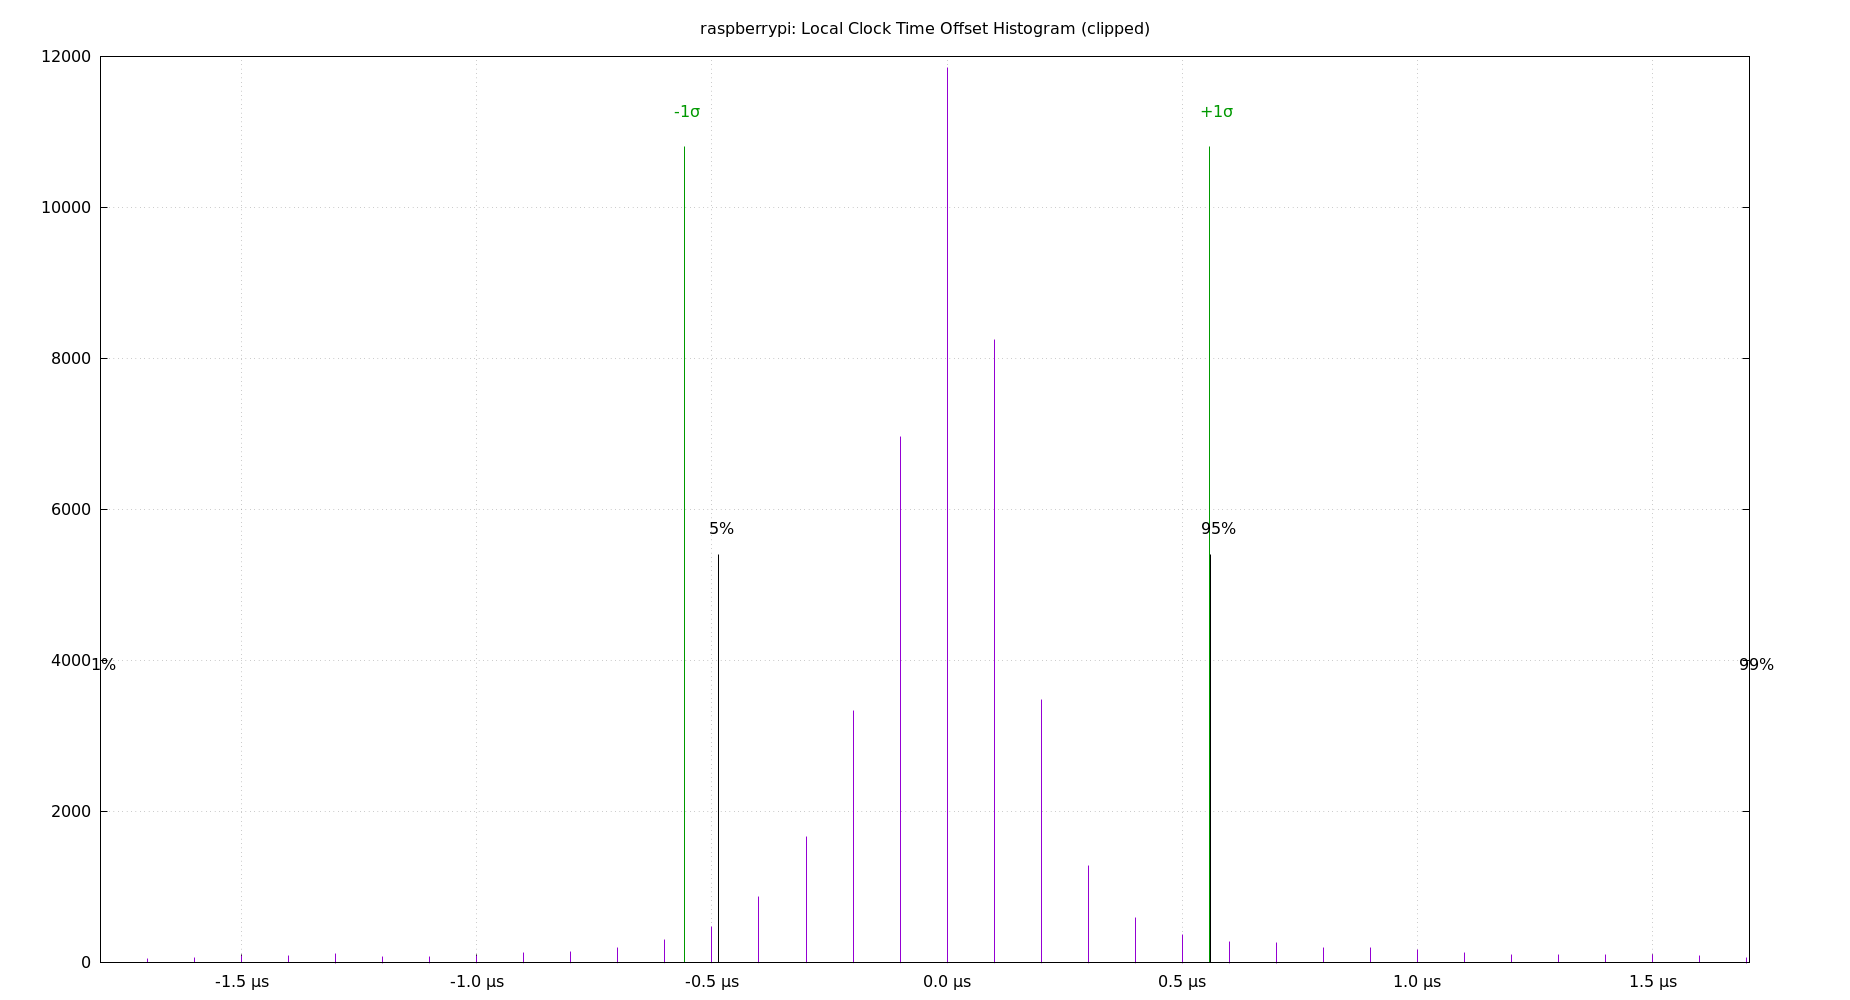 raspberrypi: Local Clock Time Offset Histogram (clipped)
12000
-1σ
+1σ
10000
8000
6000
5%
95%
4000
1%
99%
2000
0
-1.5 µs
-1.0 µs
-0.5 µs
0.0 µs
0.5 µs
1.0 µs
1.5 µs